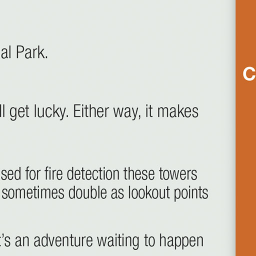 al Park.
C
ll get lucky. Either way, it makes
sed for fire detection these towers
sometimes double as lookout points
's an adventure waiting to happen